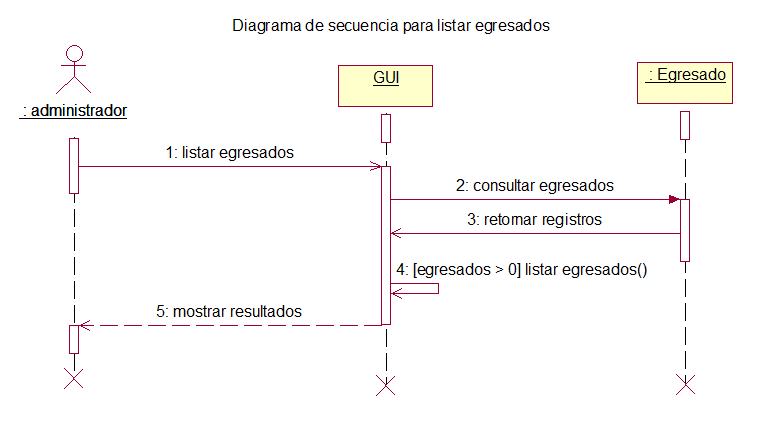 Diagrama de secuencia para listar egresados
GUI
: Egresado
: administrador
1: listar egresados
2: consultar egresados
3: retornar registros
4: [egresados > 0] listar egresados()
5: mostrar resultados